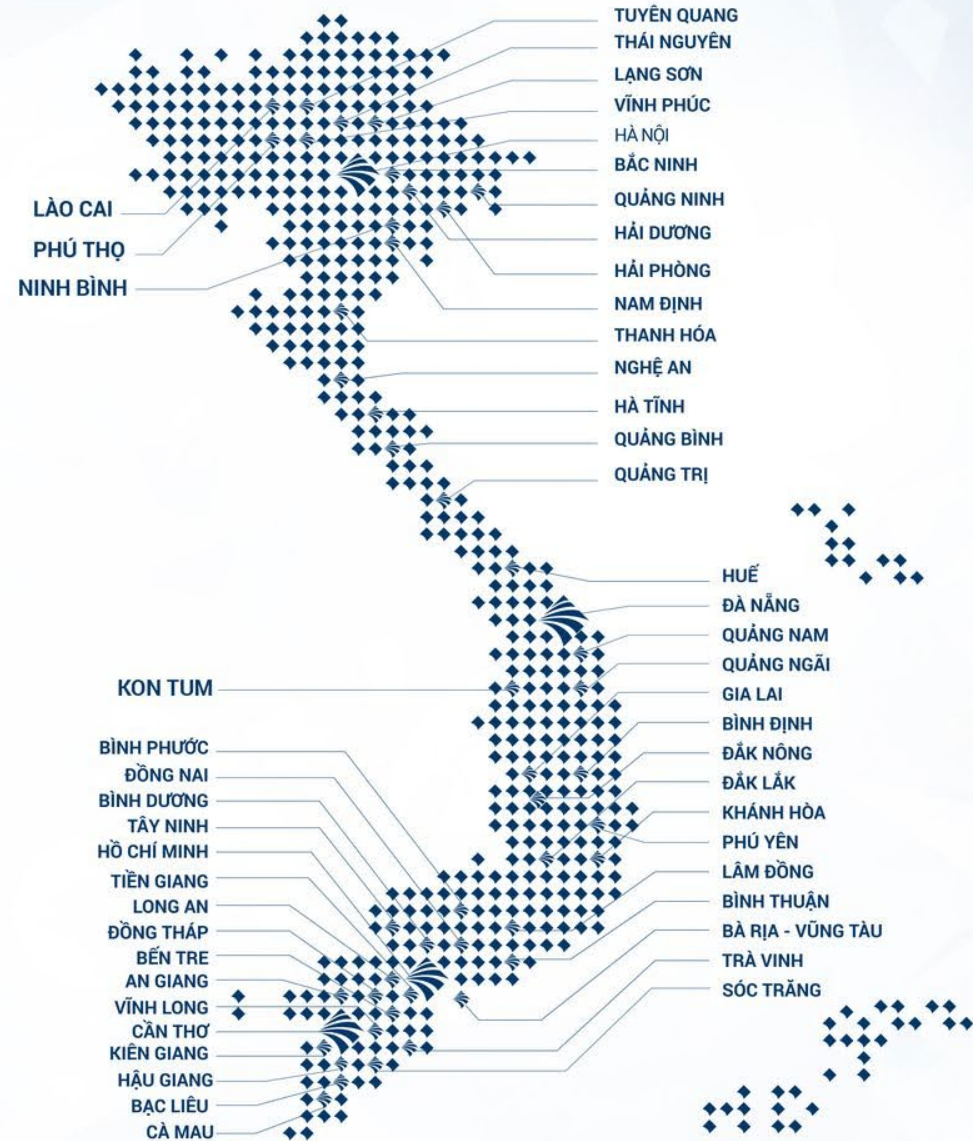 TUYÊN QUANG
THÁI NGUYÊN
LẠNG SƠN
VĨNH PHÚC
HÀ NỘI
BẮC NINH
QUẢNG NINH
HẢI DƯƠNG
HẢI PHÒNG
NAM ĐỊNH
THANH HÓA
NGHỆ AN
HÀ TĨNH
QUẢNG BÌNH
QUẢNG TRỊ
LÀO CAI
PHÚ THỌ
NINH BÌNH
HUẾ
ĐÀ NẴNG
QUẢNG NAM
QUẢNG NGÃI
GIA LAI
BÌNH ĐỊNH
ĐẮK NÔNG
ĐẮK LẮK
KHÁNH HÒA
PHÚ YÊN
LÂM ĐỒNG
BÌNH THUẬN
BÀ RỊA - VŨNG TÀU
TRÀ VINH
SÓC TRĂNG
KON TUM
BÌNH PHƯỚC
ĐỒNG NAI
BÌNH DƯƠNG
TÂY NINH
HỒ CHÍ MINH
TIỀN GIANG
LONG AN
ĐỒNG THÁP
BẾN TRE
AN GIANG
VĨNH LONG
CẦN THƠ
KIÊN GIANG
HẬU GIANG
BẠC LIÊU
CÀ MAU